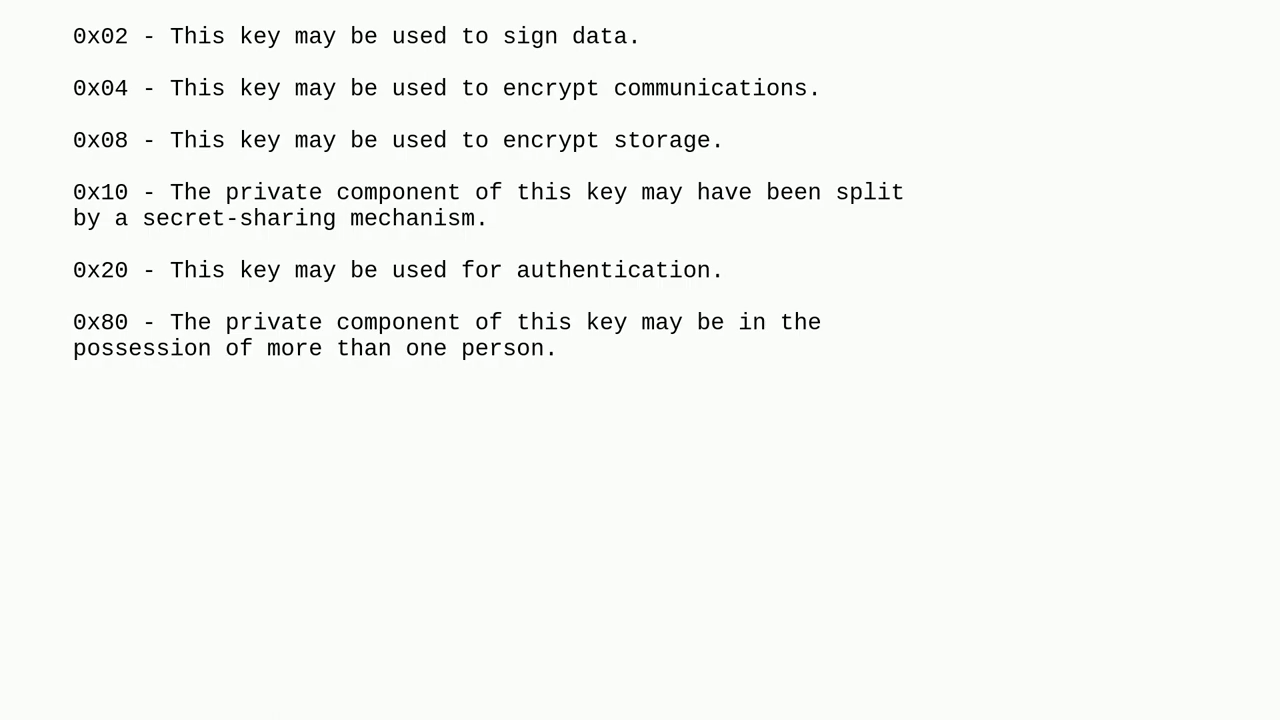 0x02 - This key may be used to sign data.
0x04 - This key may be used to encrypt communications.
0x08 - This key may be used to encrypt storage.
0x10 - The private component of this key may have been split
by a secret-sharing mechanism.
0x20 - This key may be used for authentication.
0x80 - The private component of this key may be in the
possession of more than one person.